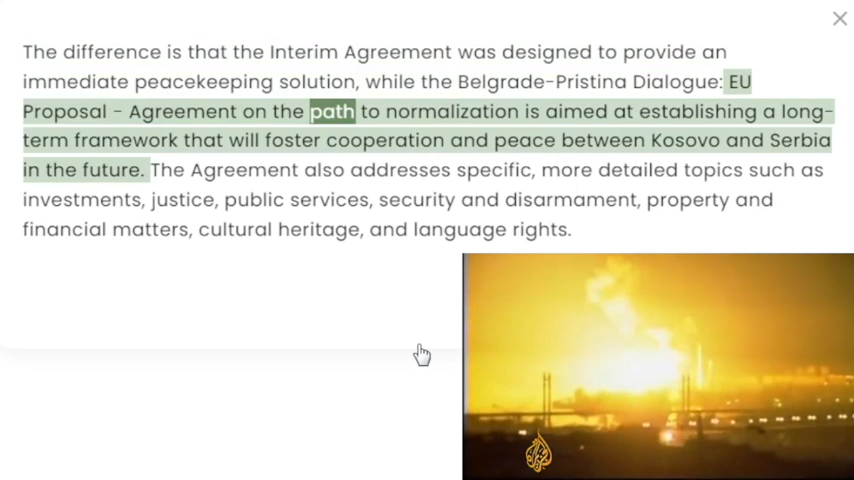 The difference is that the Interim Agreement was designed to provide an
immediate peacekeeping solution, while the Belgrade-Pristina Dialogue: EU
Proposal - Agreement on the path to normalization is aimed at establishing a long-
term framework that will foster cooperation and peace between Kosovo and Serbia
in the future. The Agreement also addresses specific, more detailed topics such as
investments, justice, public services, security and disarmament, property and
financial matters, cultural heritage, and language rights.